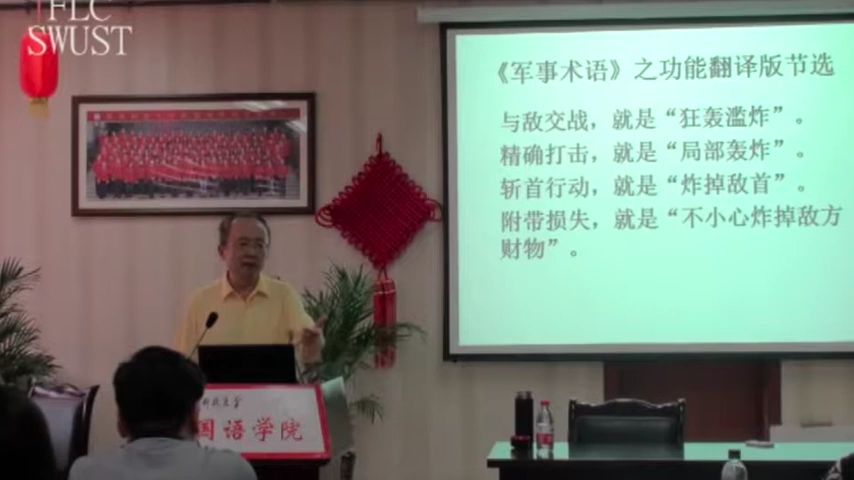 FLC
SWUST
《军事术语》之功能翻译版节选
与敌交战，就是“狂轰滥炸”。
精确打击，就是“局部轰炸”。
斩首行动，就是“炸掉敌首”。
附带损失，就是“不小心炸掉敌方
财物”。
国语学院